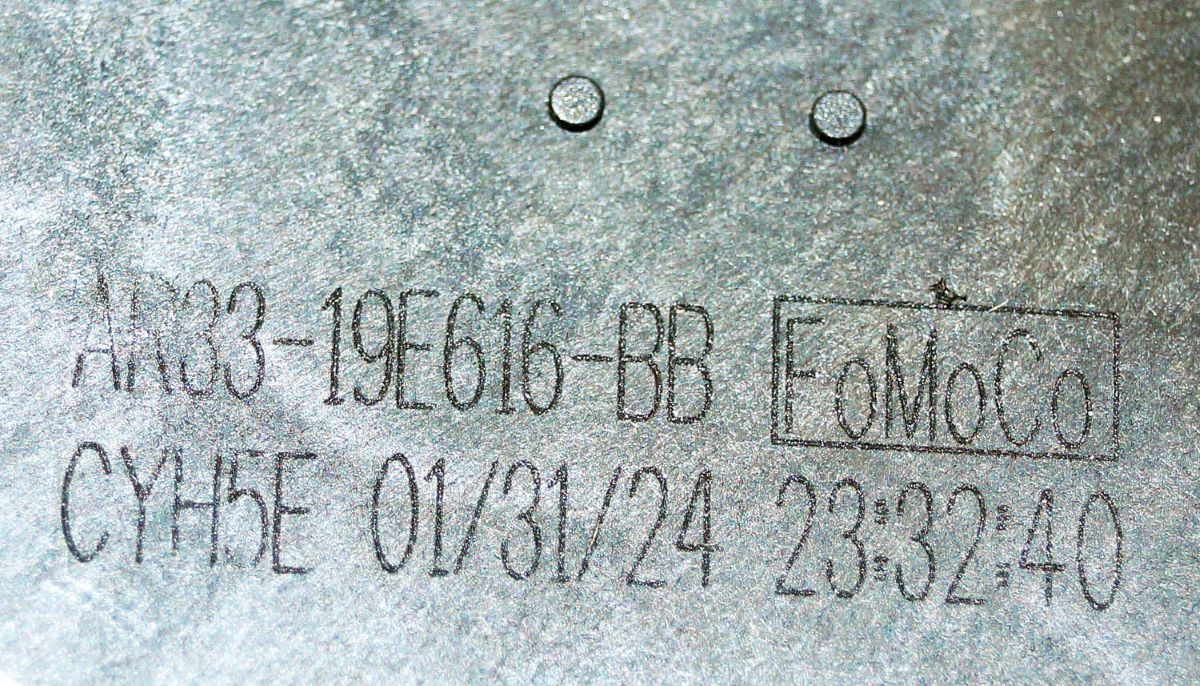 AR33-19E616-BB FoMoCo
CYH5E 01/31/24 23:32:40